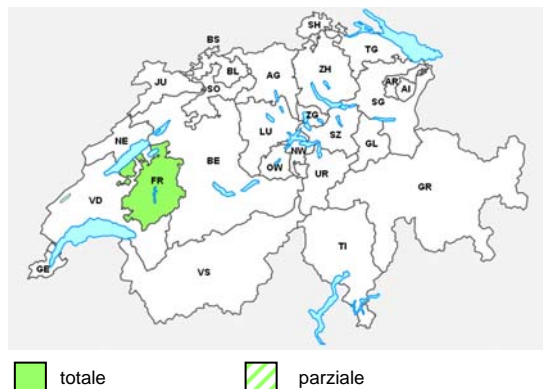 SH
BS
TG
BL
AG
ZH
JU
SO
AR
AI
SG
ZG
NE
LU
SZ
BE
NW
GL
OW
FR
UR
VD
GR
TI
GE
VS
totale parziale